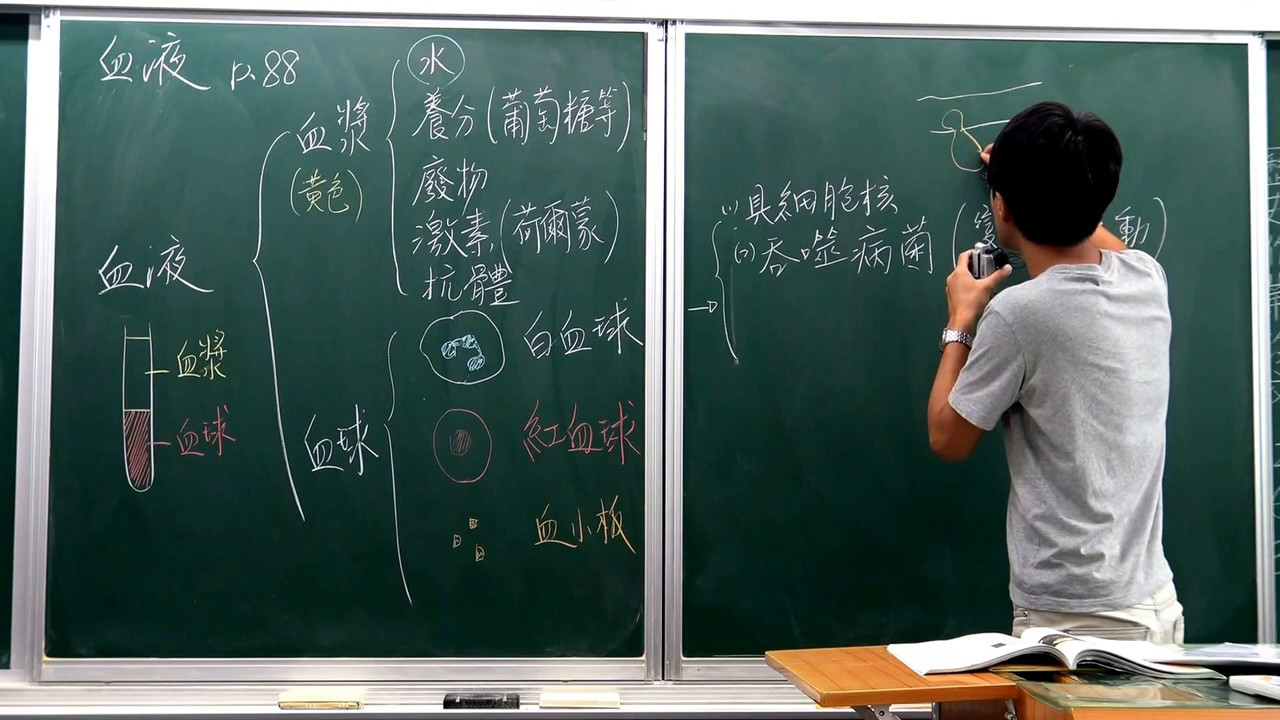 血液 p.88
血漿
(黃色)
水
養分(葡萄糖等)
廢物
激素(荷爾蒙)
抗體
血液
血漿
血球
血球
白血球
紅血球
血小板
(1)具細胞核
(2)吞噬病菌 (變 動)